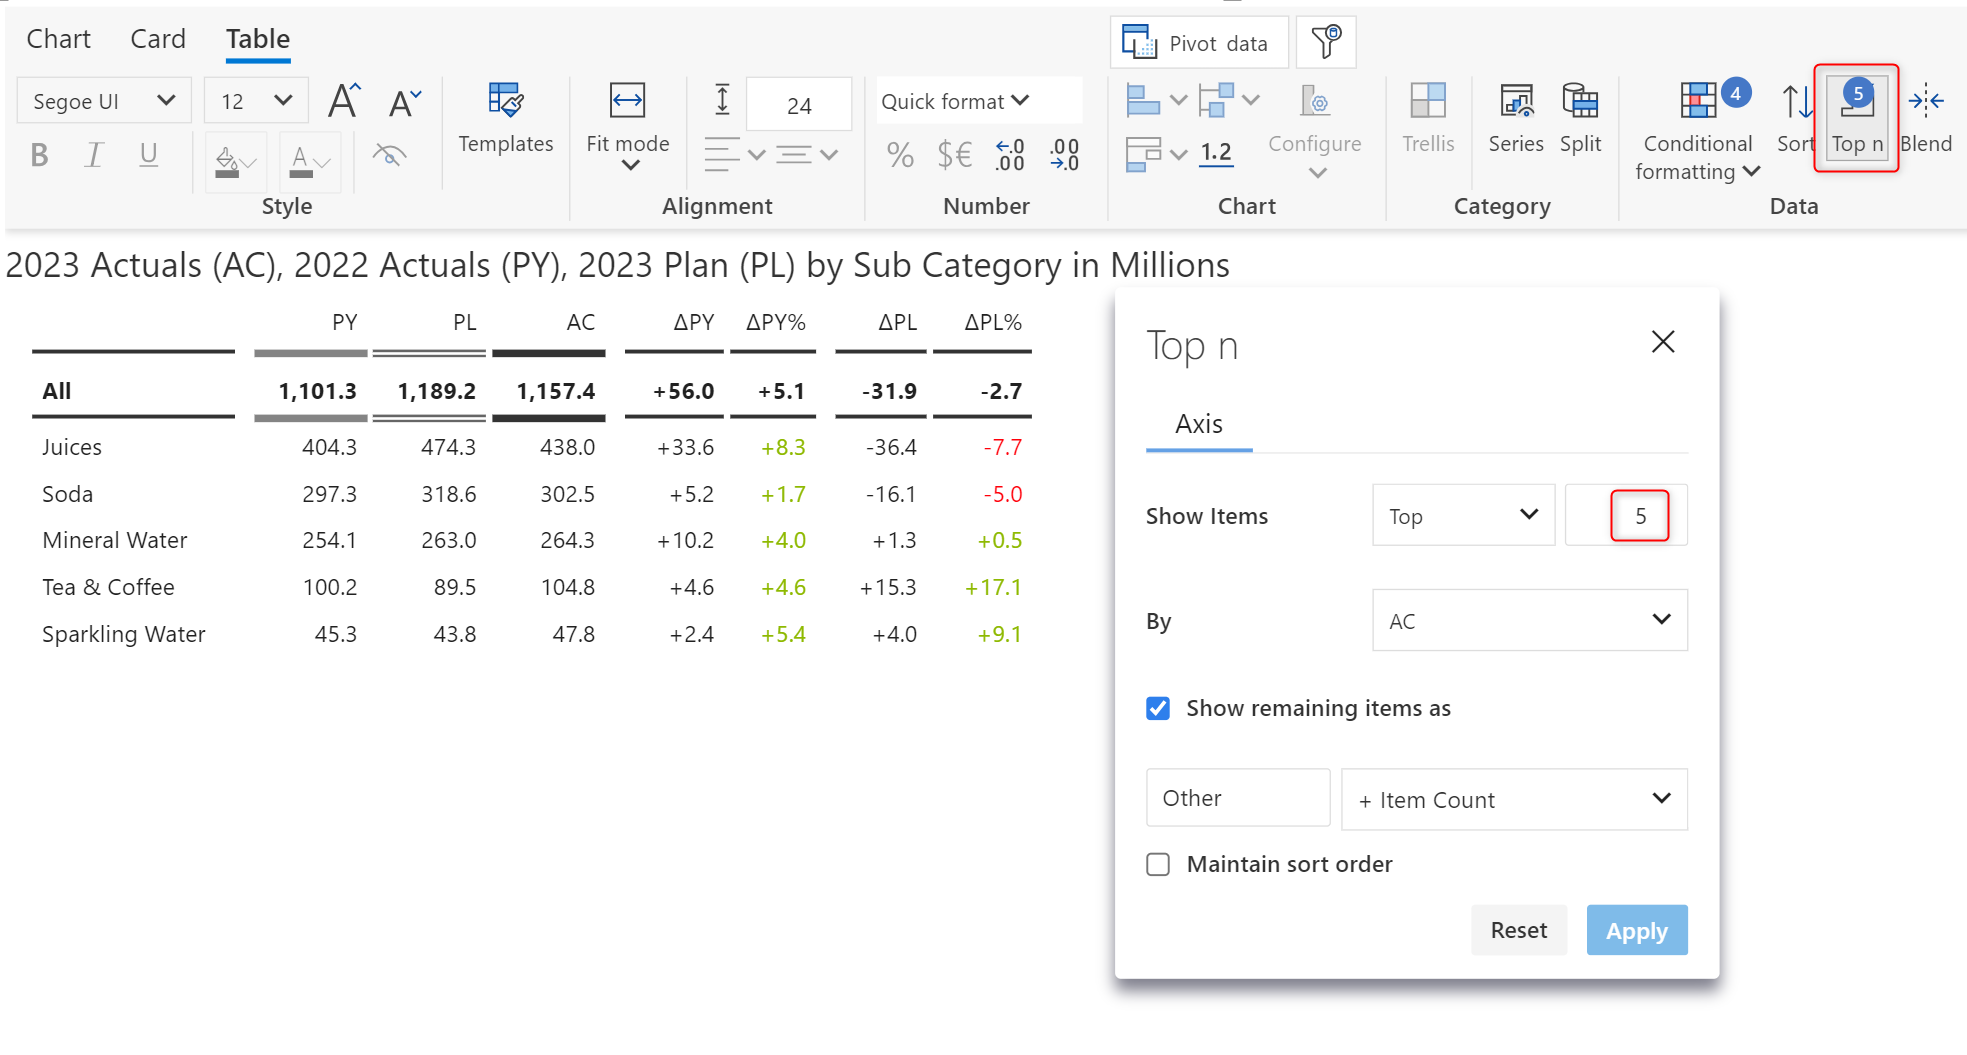 Chart Card Table
Pivot data
Segoe UI 12 A A Templates Fit mode 24 Quick format 4 5
B I U A % $€ ←.0 .00 .00 →.0 1.2 Configure Trellis Series Split Conditional formatting Sort Top n Blend
Style Alignment Number Chart Category Data
2023 Actuals (AC), 2022 Actuals (PY), 2023 Plan (PL) by Sub Category in Millions
PY PL AC ΔPY ΔPY% ΔPL ΔPL%
All 1,101.3 1,189.2 1,157.4 +56.0 +5.1 -31.9 -2.7
Juices 404.3 474.3 438.0 +33.6 +8.3 -36.4 -7.7
Soda 297.3 318.6 302.5 +5.2 +1.7 -16.1 -5.0
Mineral Water 254.1 263.0 264.3 +10.2 +4.0 +1.3 +0.5
Tea & Coffee 100.2 89.5 104.8 +4.6 +4.6 +15.3 +17.1
Sparkling Water 45.3 43.8 47.8 +2.4 +5.4 +4.0 +9.1
Top n
Axis
Show Items Top 5
By AC
Show remaining items as
Other + Item Count
Maintain sort order
Reset Apply